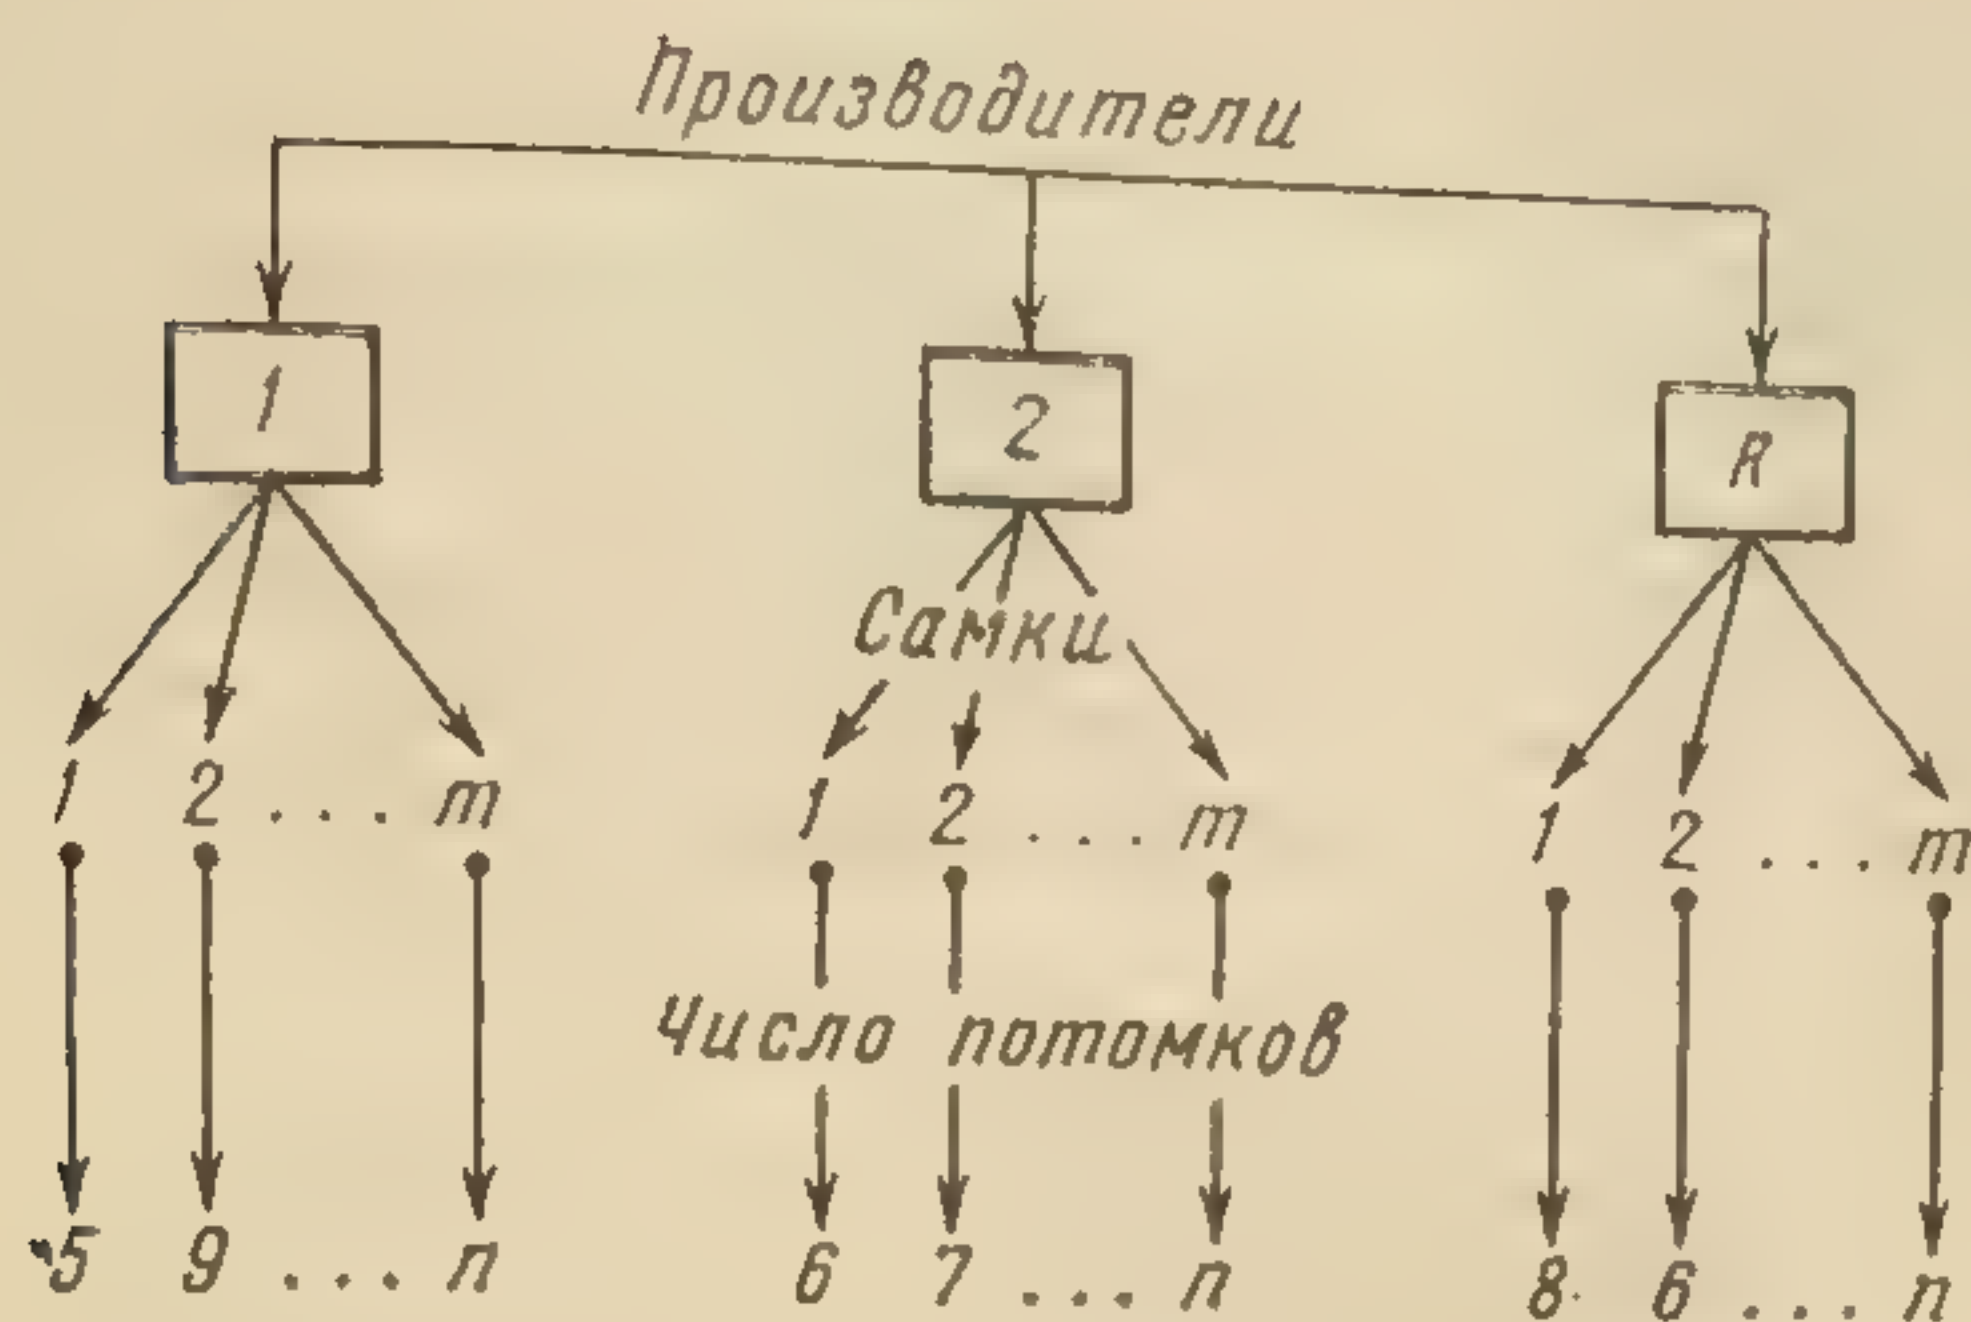 Производители
1 2 R
Самки
1 2 . . . m 1 2 . . . m 1 2 . . . m
Число потомков
5 9 . . . n 6 7 . . . n 8 6 . . . n